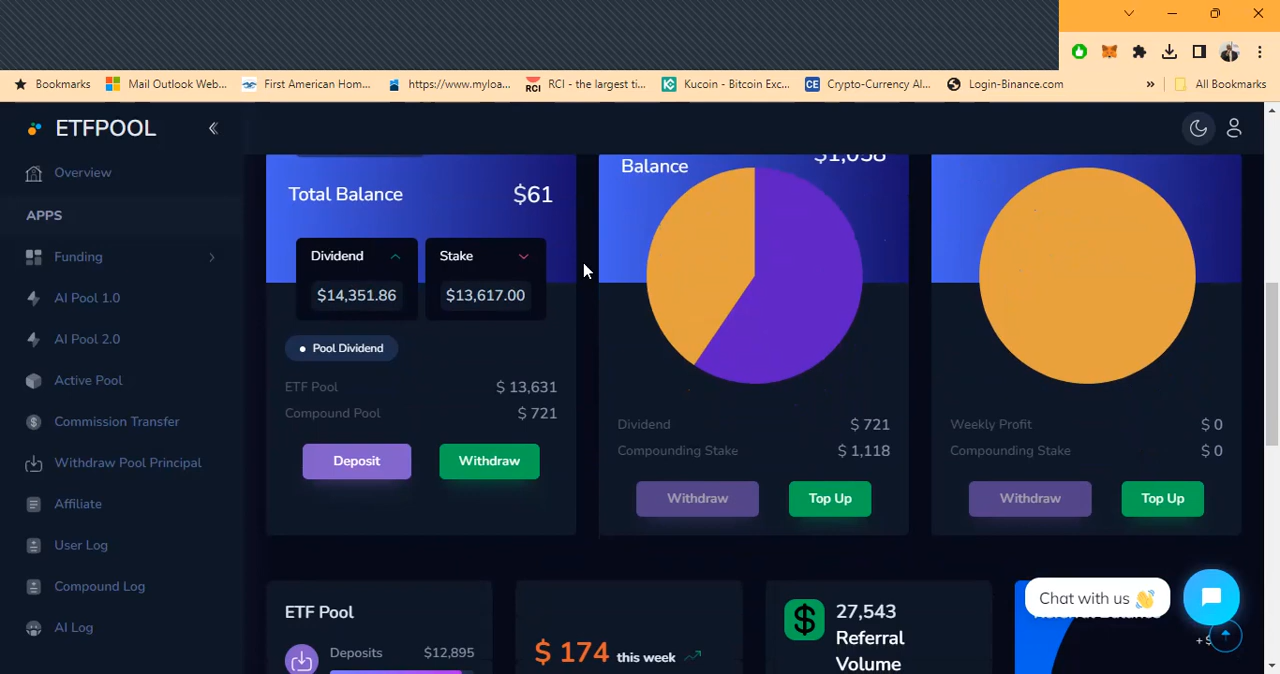 Bookmarks
Mail Outlook Web...
First American Hom...
https://www.myloa...
RCI
RCI - the largest ti...
Kucoin - Bitcoin Exc...
CE
Crypto-Currency Al...
Login-Binance.com
»
All Bookmarks
ETFPOOL
Overview
APPS
Funding
AI Pool 1.0
AI Pool 2.0
Active Pool
Commission Transfer
Withdraw Pool Principal
Affiliate
User Log
Compound Log
AI Log
Total Balance
$61
Dividend
$14,351.86
Stake
$13,617.00
Pool Dividend
ETF Pool $ 13,631
Compound Pool $ 721
Deposit
Withdraw
Balance
Dividend $ 721
Compounding Stake $ 1,118
Withdraw
Top Up
Weekly Profit $ 0
Compounding Stake $ 0
Withdraw
Top Up
ETF Pool
Deposits $12,895
$ 174 this week
$
27,543
Referral
Volume
Chat with us 👋